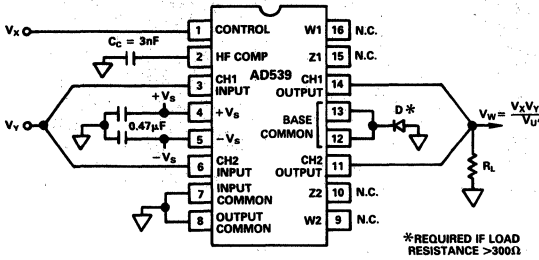 Vx
1 CONTROL
W1 16 N.C.
CC = 3nF
2 HF COMP
Z1 15 N.C.
AD539
3 CH1 INPUT
CH1 OUTPUT 14
+VS
4 +VS
13
D*
VY
0.47µF
BASE COMMON
VW = VXVY
VU
5 -VS
12
-VS
6 CH2 INPUT
CH2 OUTPUT 11
RL
7 INPUT COMMON
Z2 10 N.C.
8 OUTPUT COMMON
W2 9 N.C.
*REQUIRED IF LOAD
RESISTANCE >300Ω